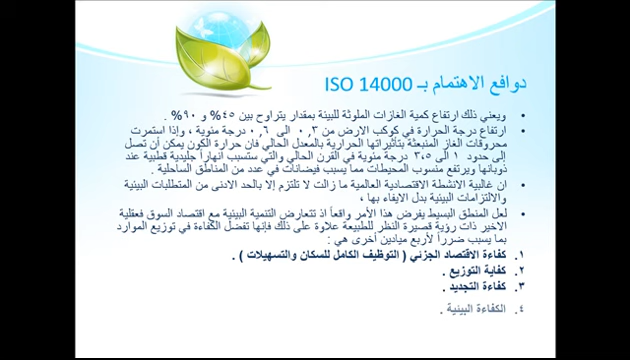 دوافع الاهتمام بـ ISO 14000
ويعني ذلك ارتفاع كمية الغازات الملوثة للبيئة بمقدار يتراوح بين ٤٥% و ٩٠% .
ارتفاع درجة الحرارة في كوكب الارض من ٠,٣ الى ٠,٦ درجة مئوية ، وإذا استمرت
محروقات الغاز المنبعثة بتأثيراتها الحرارية بالمعدل الحالي فان حرارة الكون يمكن أن تصل
إلى حدود ١ الى ٣،٥ درجة مئوية في القرن الحالي والتي ستسبب انهاراً جليدية قطبية عند
ذوبانها ويرتفع منسوب المحيطات مما يسبب فيضانات في عدد من المناطق الساحلية .
ان غالبية الانشطة الاقتصادية العالمية ما زالت لا تلتزم إلا بالحد الادنى من المتطلبات البيئية
والالتزامات البيئية بدل الايفاء بها ،
لعل المنطق البسيط يفرض هذا الأمر واقعاً اذ تتعارض التنمية البيئية مع اقتصاد السوق فعقلية
الاخير ذات رؤية قصيرة النظر للطبيعة علاوة على ذلك فإنها تفضل الكفاءة في توزيع الموارد
بما يسبب ضرراً لأربع ميادين أخرى هي :
١. كفاءة الاقتصاد الجزئي ( التوظيف الكامل للسكان والتسهيلات ) .
٢. كفاية التوزيع .
٣. كفاءة التجديد .
٤. الكفاءة البيئية .